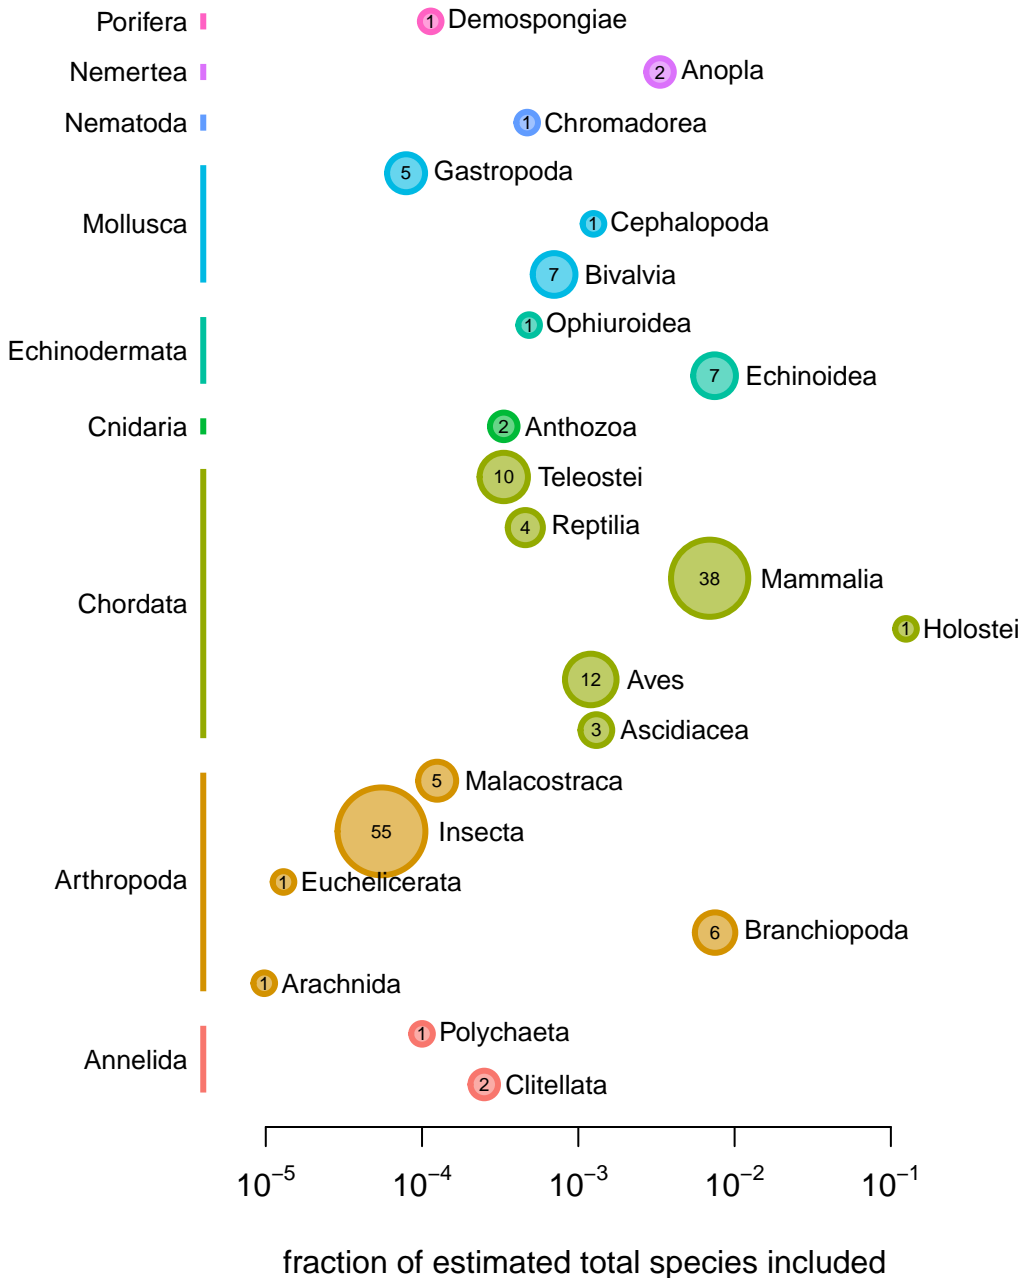 Porifera
1 Demospongiae
Nemertea
2 Anopla
Nematoda
1 Chromadorea
5 Gastropoda
Mollusca
1 Cephalopoda
7 Bivalvia
1 Ophiuroidea
Echinodermata
7 Echinoidea
Cnidaria
2 Anthozoa
10 Teleostei
4 Reptilia
38 Mammalia
Chordata
1 Holostei
12 Aves
3 Ascidiacea
5 Malacostraca
55 Insecta
Arthropoda
1 Euchelicerata
6 Branchiopoda
1 Arachnida
1 Polychaeta
Annelida
2 Clitellata
10⁻⁵ 10⁻⁴ 10⁻³ 10⁻² 10⁻¹
fraction of estimated total species included